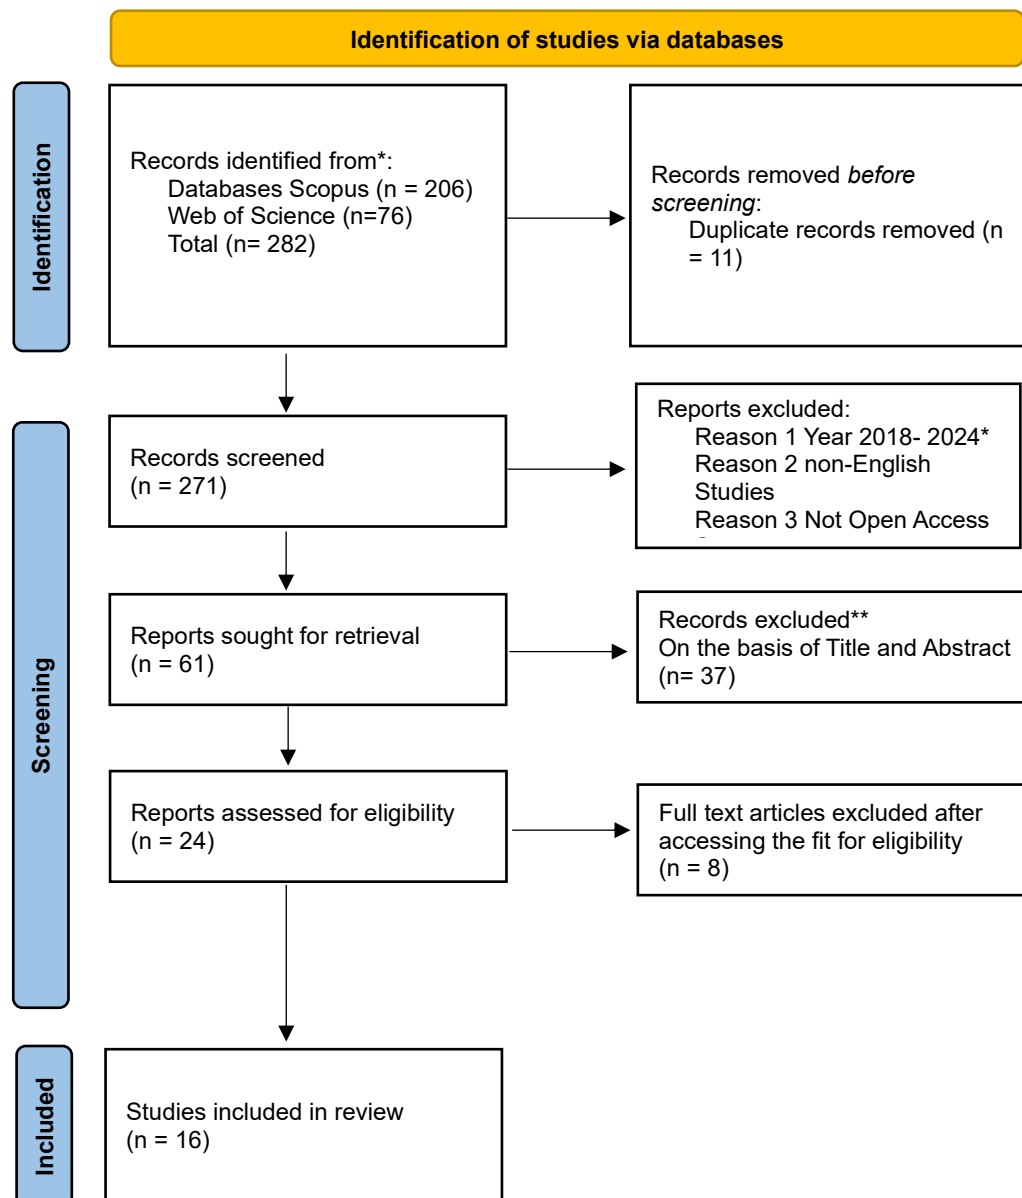 Identification of studies via databases
Identification
Records identified from*:
Databases Scopus (n = 206)
Web of Science (n=76)
Total (n= 282)
Records removed before
screening:
Duplicate records removed (n
= 11)
Screening
Records screened
(n = 271)
Reports excluded:
Reason 1 Year 2018- 2024*
Reason 2 non-English
Studies
Reason 3 Not Open Access
Reports sought for retrieval
(n = 61)
Records excluded**
On the basis of Title and Abstract
(n= 37)
Reports assessed for eligibility
(n = 24)
Full text articles excluded after
accessing the fit for eligibility
(n = 8)
Included
Studies included in review
(n = 16)